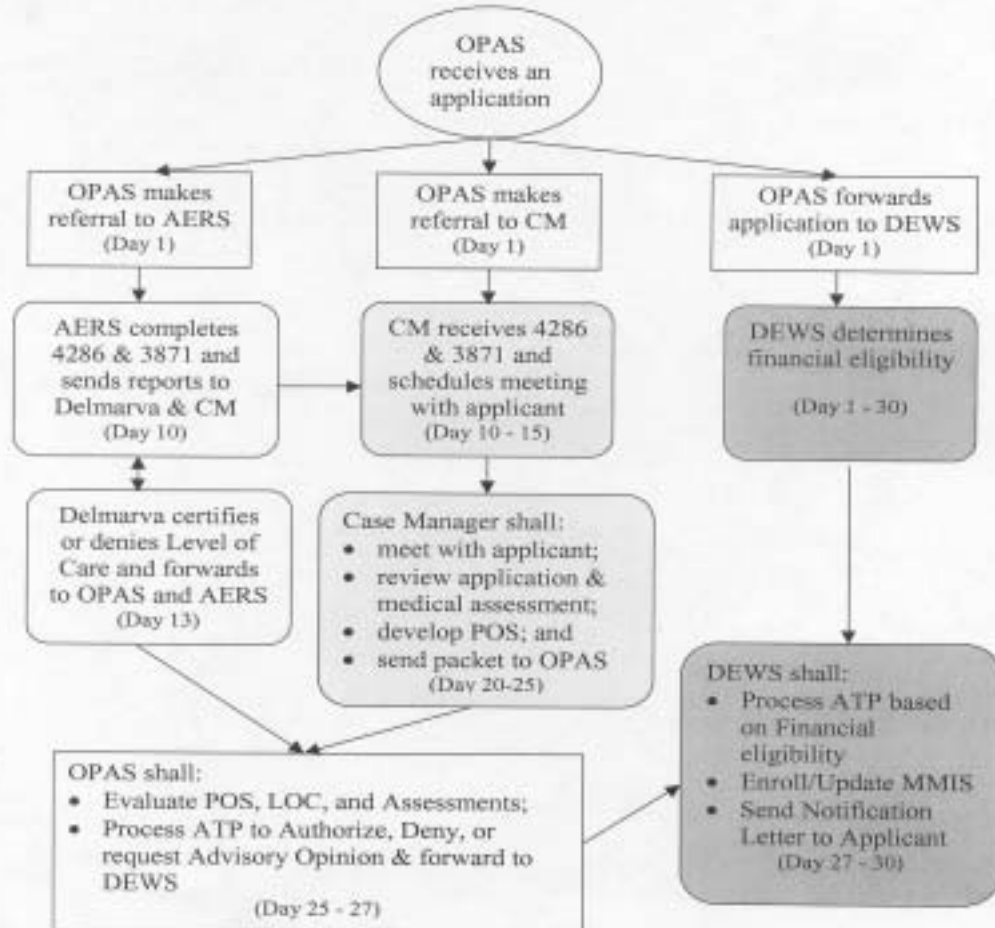 OPAS
receives an
application
OPAS makes
referral to AERS
(Day 1)
OPAS makes
referral to CM
(Day 1)
OPAS forwards
application to DEWS
(Day 1)
AERS completes
4286 & 3871 and
sends reports to
Delmarva & CM
(Day 10)
CM receives 4286
& 3871 and
schedules meeting
with applicant
(Day 10 - 15)
DEWS determines
financial eligibility
(Day 1 - 30)
Delmarva certifies
or denies Level of
Care and forwards
to OPAS and AERS
(Day 13)
Case Manager shall:
• meet with applicant;
• review application &
medical assessment;
• develop POS; and
• send packet to OPAS
(Day 20-25)
DEWS shall:
• Process ATP based
on Financial
eligibility
• Enroll/Update MMIS
• Send Notification
Letter to Applicant
(Day 27 - 30)
OPAS shall:
• Evaluate POS, LOC, and Assessments;
• Process ATP to Authorize, Deny, or
request Advisory Opinion & forward to
DEWS
(Day 25 - 27)